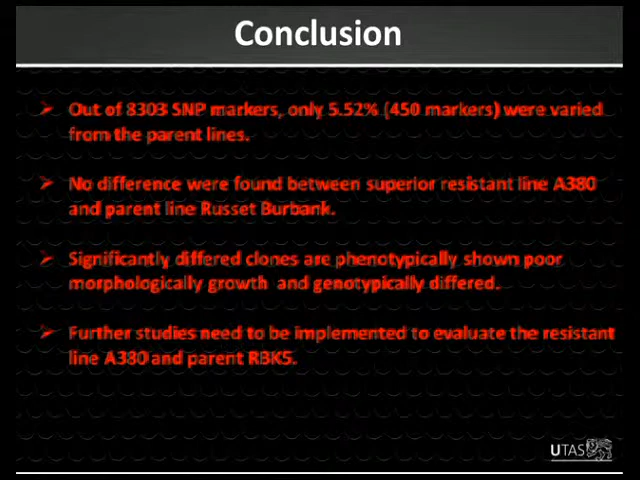 Conclusion
Out of 8303 SNP markers, only 5.52% (450 markers) were varied
from the parent lines.
No difference were found between superior resistant line A380
and parent line Russet Burbank.
Significantly differed clones are phenotypically shown poor
morphologically growth and genotypically differed.
Further studies need to be implemented to evaluate the resistant
line A380 and parent RBK5.
UTAS